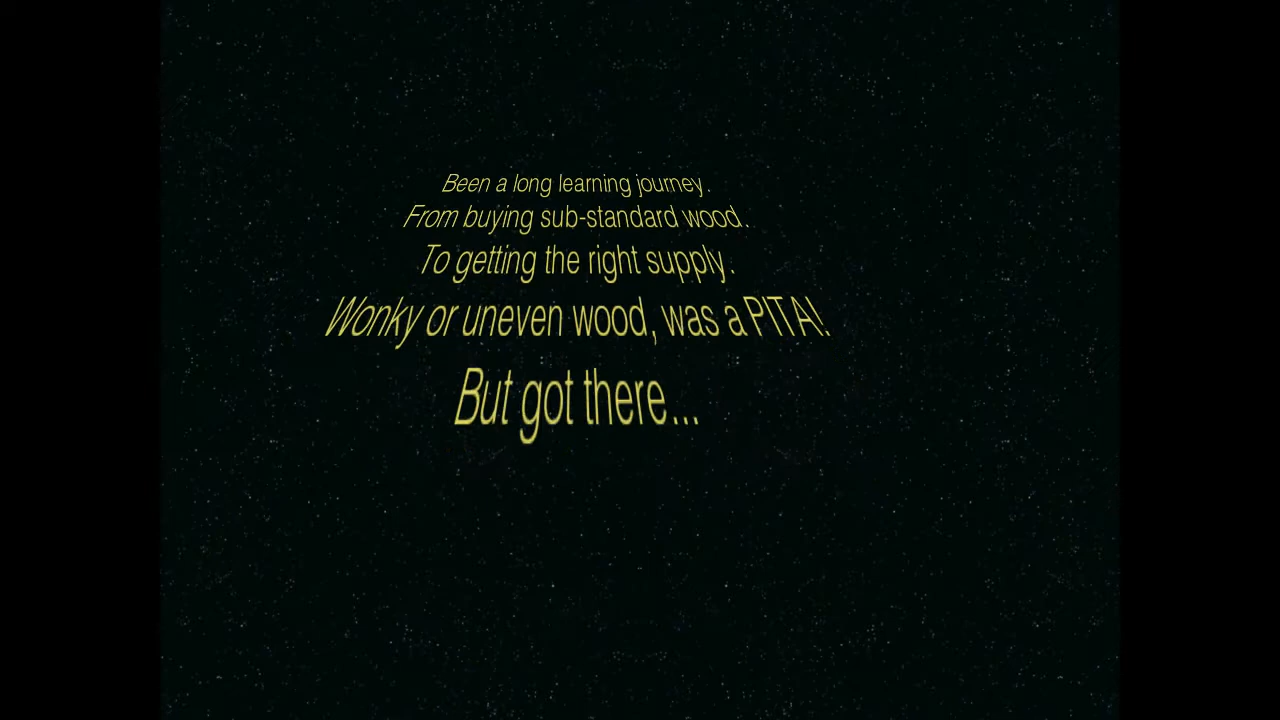 Been a long learning journey.
From buying sub-standard wood.
To getting the right supply.
Wonky or uneven wood, was a PITA!
But got there...